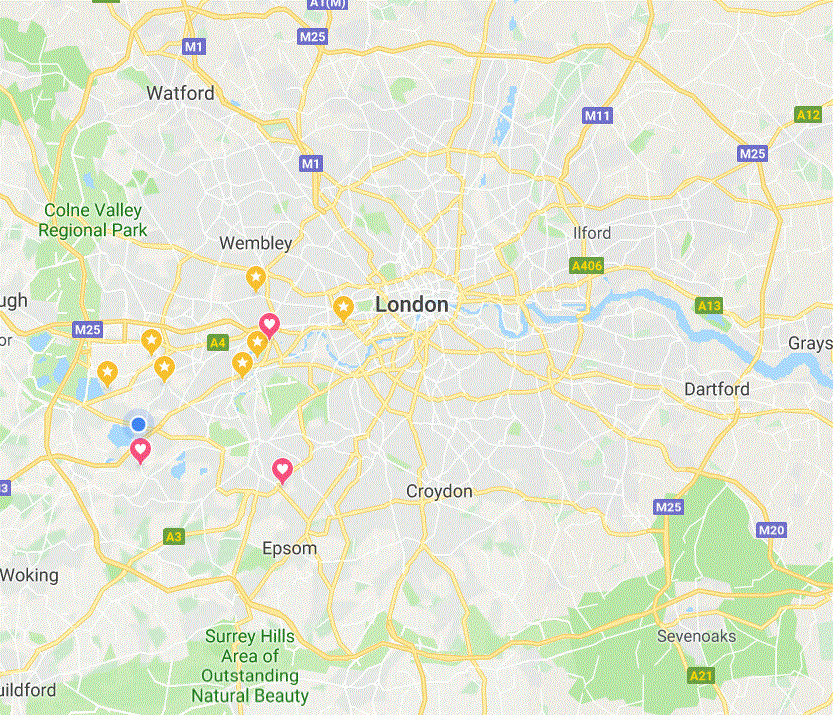 A1(M)
M25
M1
Watford
M11
A12
M25
M1
Colne Valley
Regional Park
Wembley
Ilford
A406
ugh
London
A13
M25
or
A4
Grays
Dartford
Croydon
3
M25
M20
A3
Epsom
Woking
Surrey Hills
Area of
Outstanding
Natural Beauty
Sevenoaks
A21
uildford